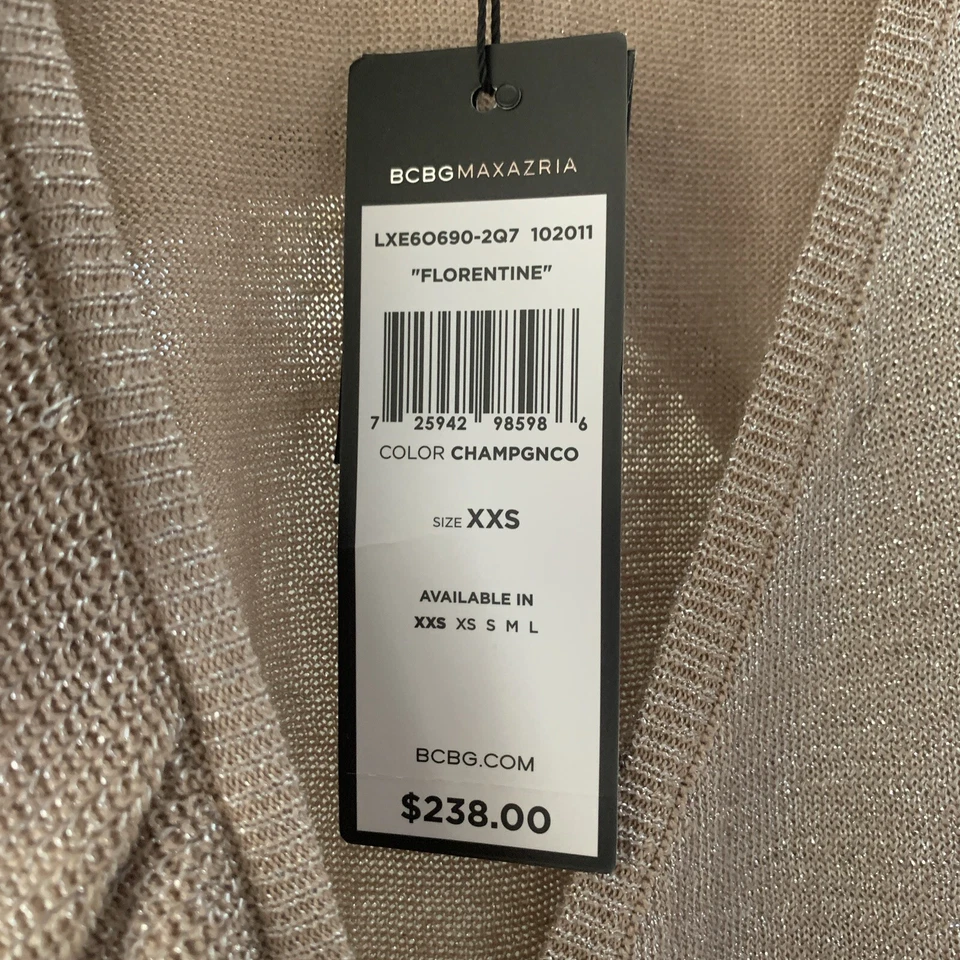 BCBGMAXAZRIA
LXE6O690-2Q7 102011
"FLORENTINE"
7 25942 98598 6
COLOR CHAMPGNCO
SIZE XXS
AVAILABLE IN
XXS XS S M L
BCBG.COM
$238.00